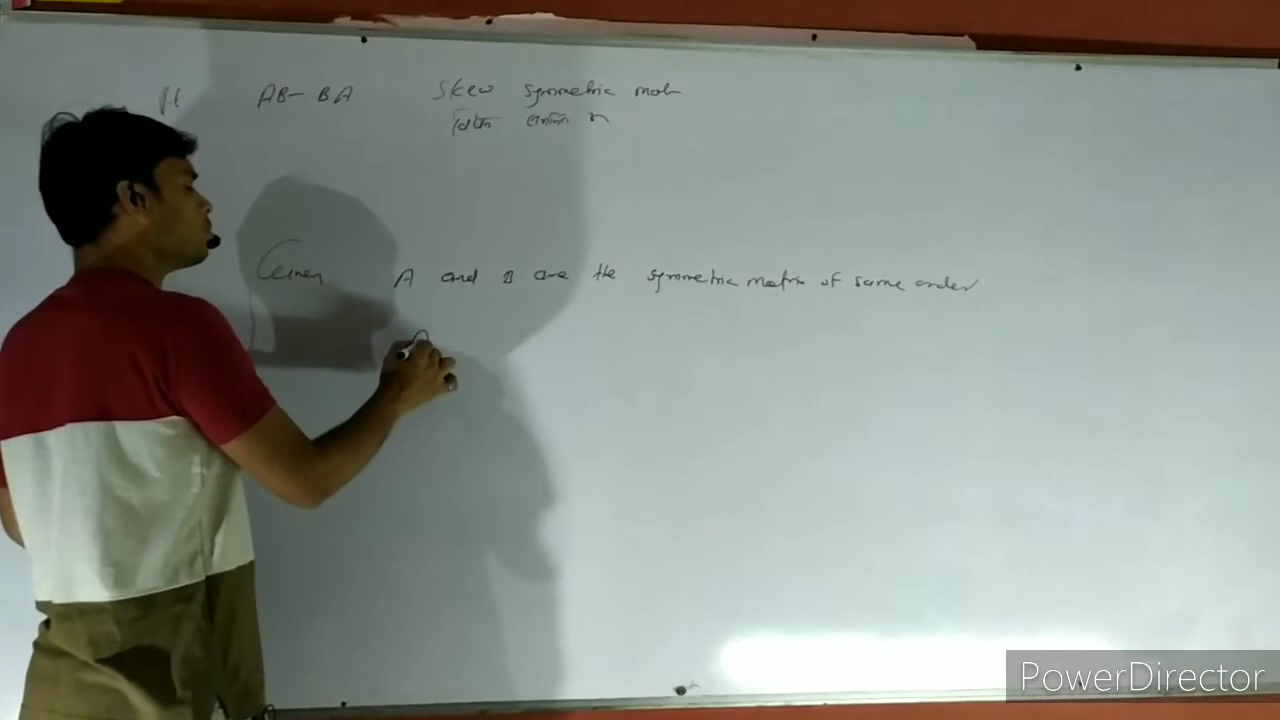 P.t AB- BA Skew symmetric mat
Given A and B are the symmetric matrix of same order
PowerDirector